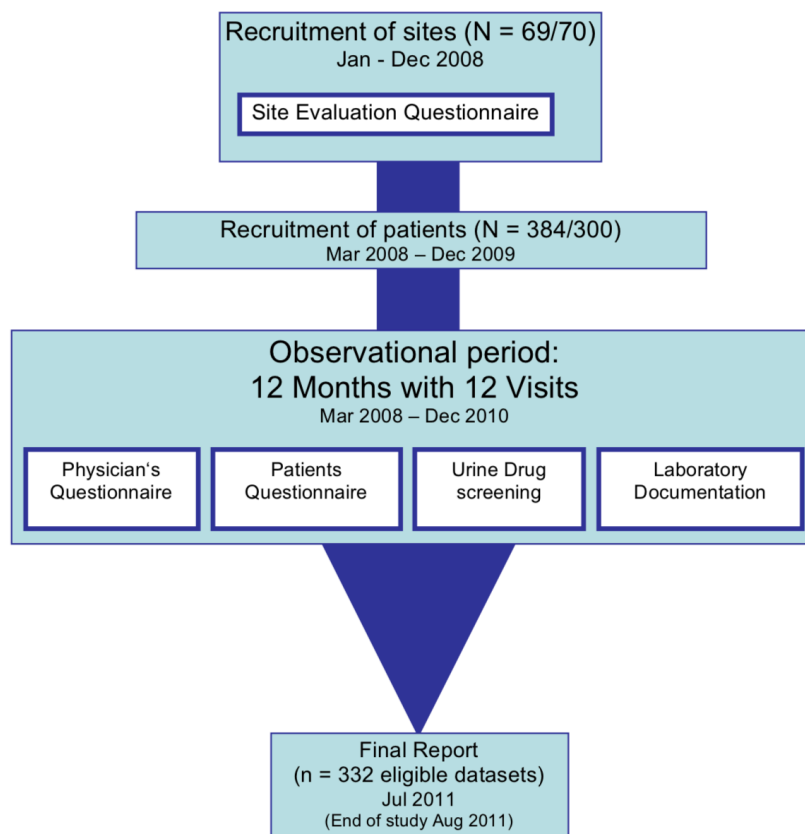 Recruitment of sites (N = 69/70)
Jan - Dec 2008
Site Evaluation Questionnaire
Recruitment of patients (N = 384/300)
Mar 2008 – Dec 2009
Observational period:
12 Months with 12 Visits
Mar 2008 – Dec 2010
Physician‘s
Questionnaire
Patients
Questionnaire
Urine Drug
screening
Laboratory
Documentation
Final Report
(n = 332 eligible datasets)
Jul 2011
(End of study Aug 2011)